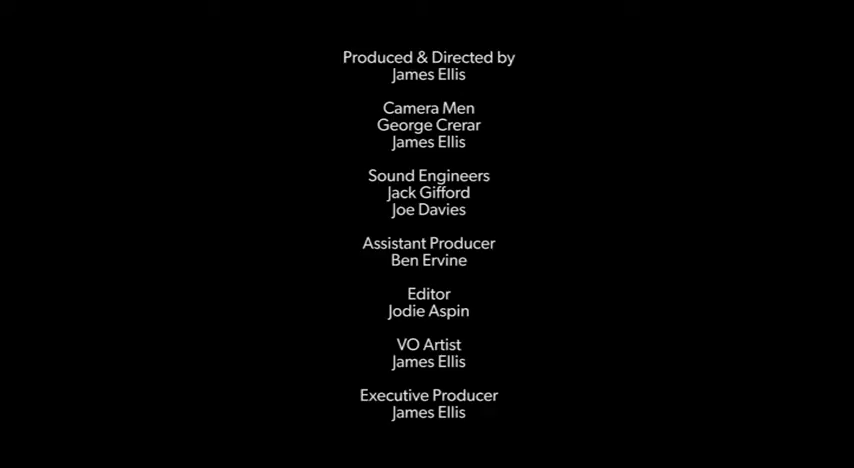 Produced & Directed by
James Ellis
Camera Men
George Crerar
James Ellis
Sound Engineers
Jack Gifford
Joe Davies
Assistant Producer
Ben Ervine
Editor
Jodie Aspin
VO Artist
James Ellis
Executive Producer
James Ellis